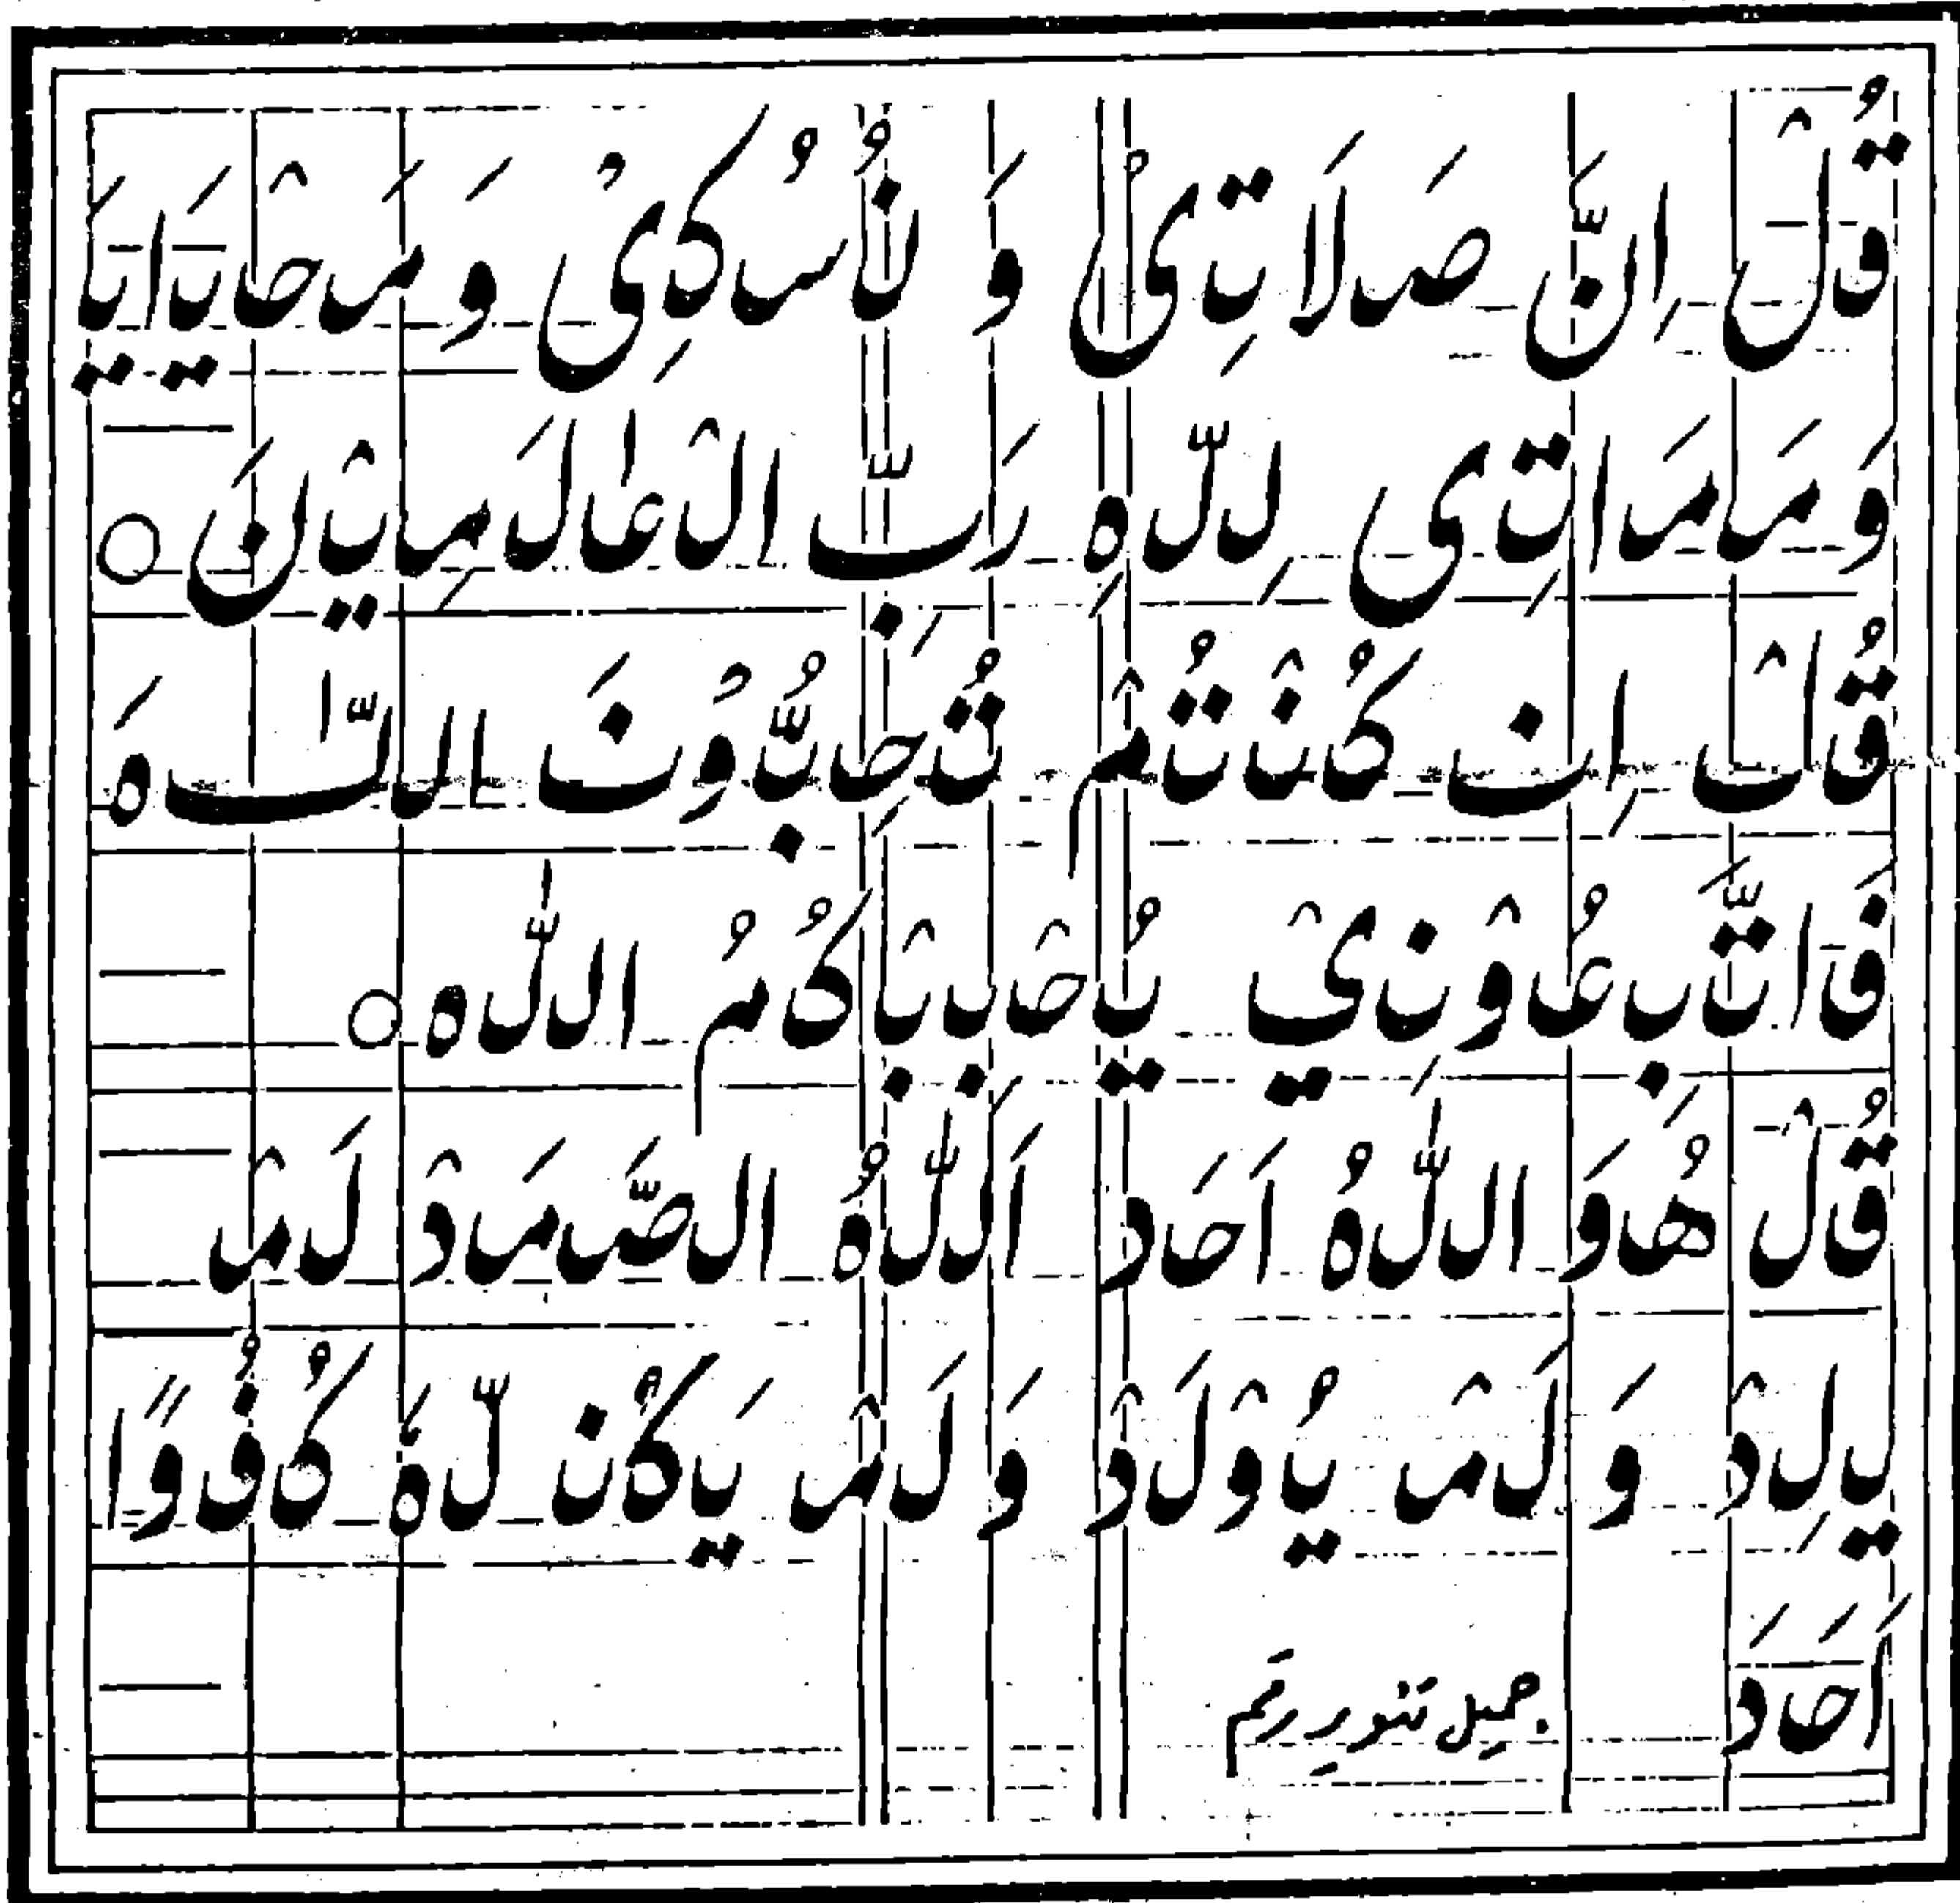 قُلْ اِنَّ صَلَاتِیْ وَ نُسُکِیْ وَ مَحْیَایَ
وَ مَمَاتِی لِلّٰہِ رَبِّ الْعٰلَمِیْنَ ○
قُلْ اِن کُنْتُمْ تُحِبُّوْنَ اللّٰہَ
فَاتَّبِعُوْنِیْ یُحْبِبْکُمُ اللّٰہ ○
قُلْ ھُوَ اللّٰہُ اَحَد اَللّٰہُ الصَّمَدْ لَمْ
یَلِدْ وَ لَمْ یُوْلَدْ وَ لَمْ یَکُنْ لَّہٗ کُفُوًا
اَحَدَ
جمیل تنویر رقم